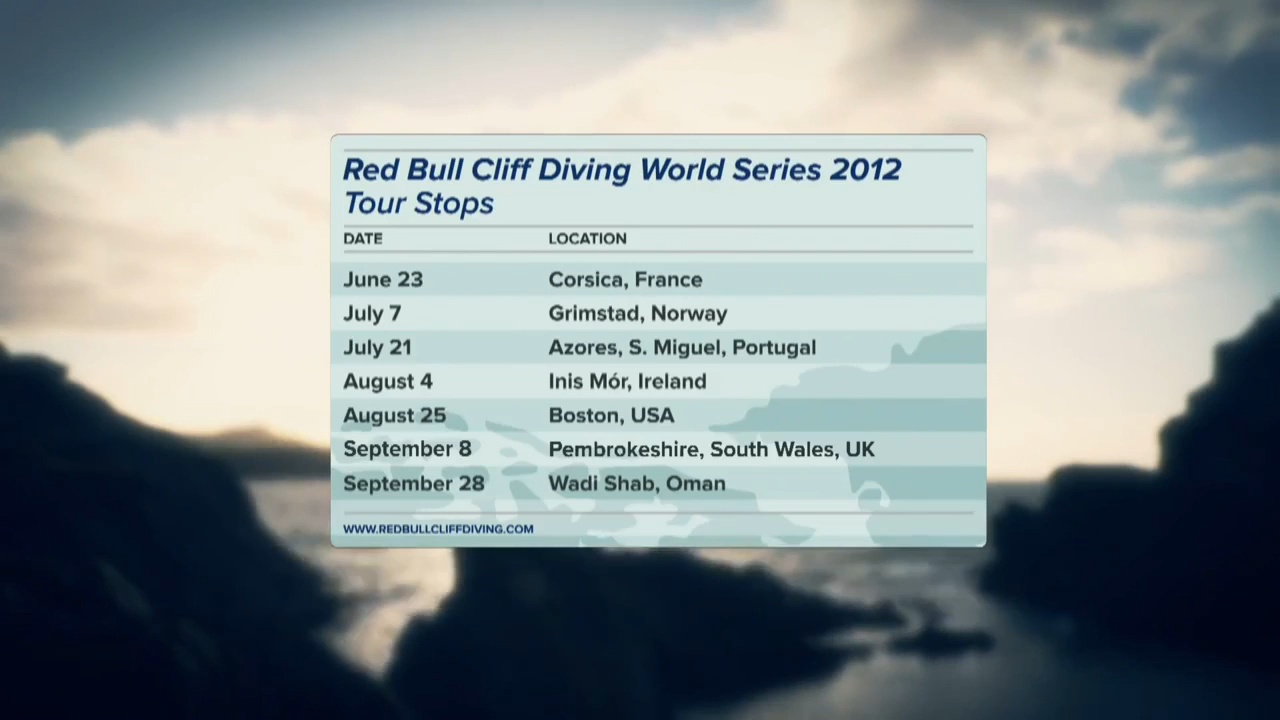 Red Bull Cliff Diving World Series 2012
Tour Stops
DATE LOCATION
June 23 Corsica, France
July 7 Grimstad, Norway
July 21 Azores, S. Miguel, Portugal
August 4 Inis Mór, Ireland
August 25 Boston, USA
September 8 Pembrokeshire, South Wales, UK
September 28 Wadi Shab, Oman
WWW.REDBULLCLIFFDIVING.COM